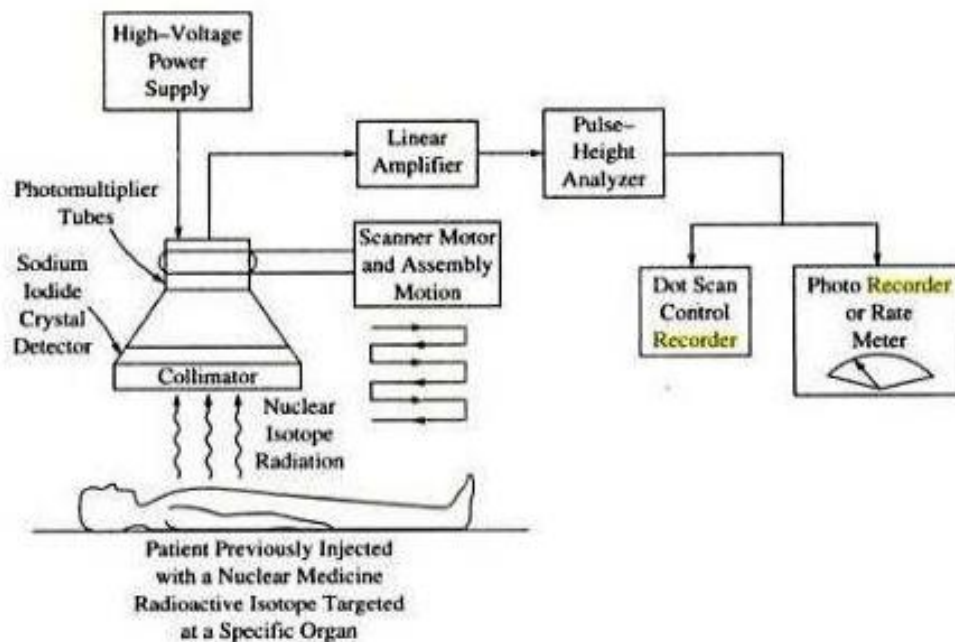 High–Voltage
Power
Supply
Linear
Amplifier
Pulse–
Height
Analyzer
Photomultiplier
Tubes
Scanner Motor
and Assembly
Motion
Sodium
Iodide
Crystal
Detector
Dot Scan
Control
Recorder
Photo Recorder
or Rate
Meter
Collimator
Nuclear
Isotope
Radiation
Patient Previously Injected
with a Nuclear Medicine
Radioactive Isotope Targeted
at a Specific Organ